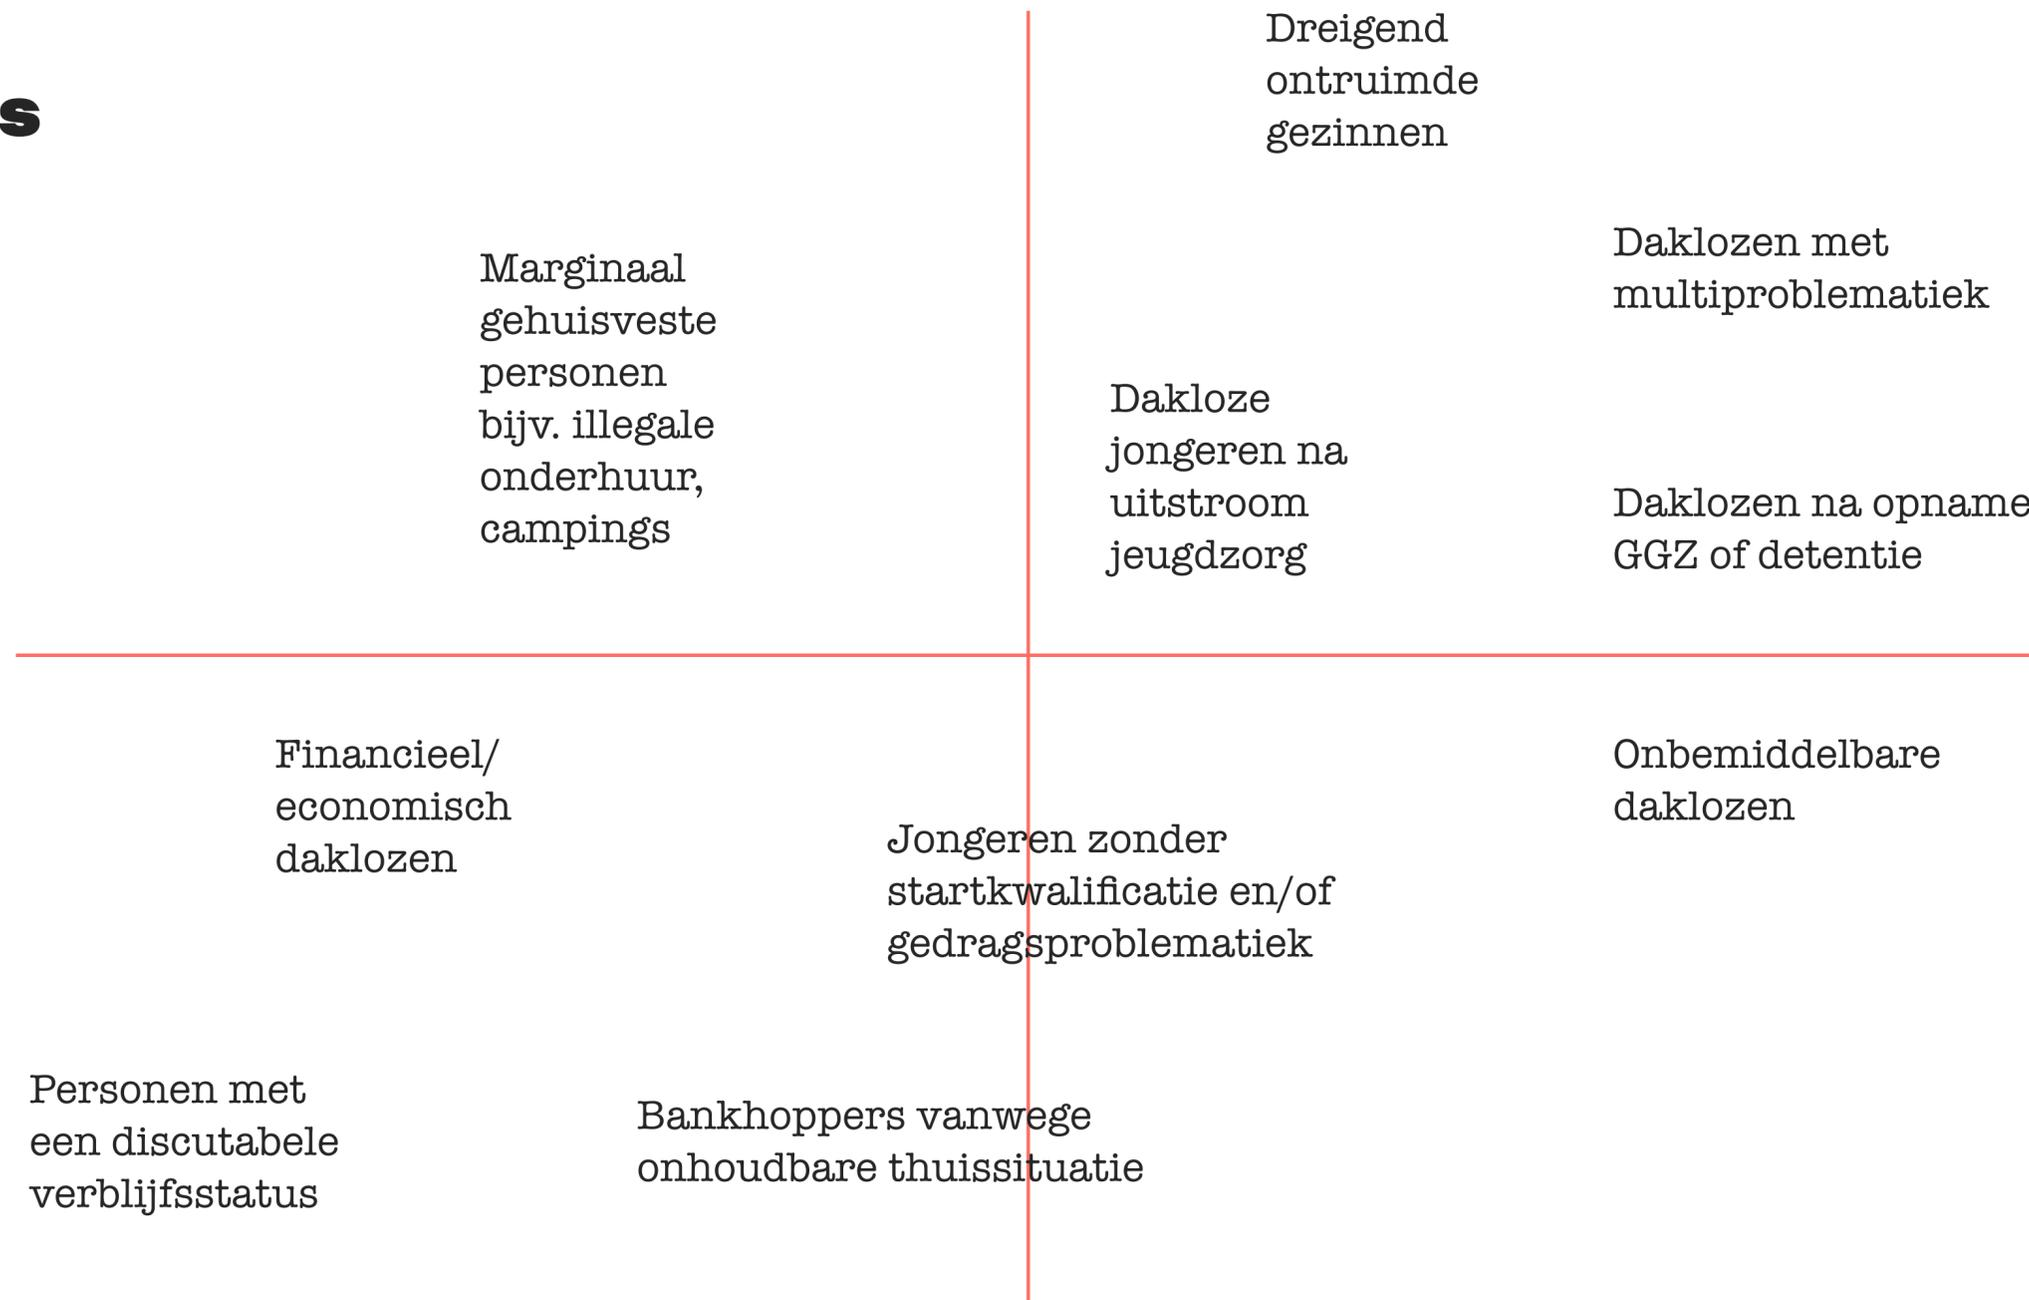 s
Dreigend
ontruimde
gezinnen
Marginaal
gehuisveste
personen
bijv. illegale
onderhuur,
campings
Daklozen met
multiproblematiek
Dakloze
jongeren na
uitstroom
jeugdzorg
Daklozen na opname
GGZ of detentie
Financieel/
economisch
daklozen
Jongeren zonder
startkwalificatie en/of
gedragsproblematiek
Onbemiddelbare
daklozen
Personen met
een discutabele
verblijfsstatus
Bankhoppers vanwege
onhoudbare thuissituatie